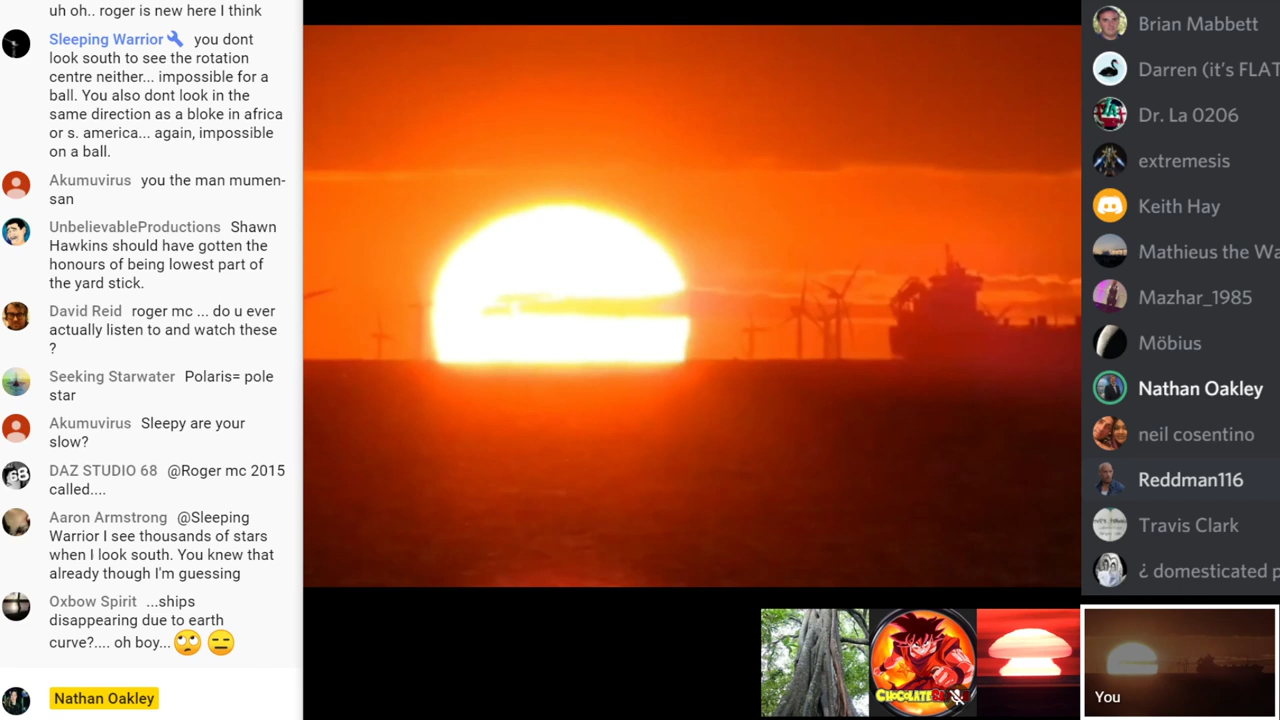 uh oh.. roger is new here I think
Sleeping Warrior you dont
look south to see the rotation
centre neither... impossible for a
ball. You also dont look in the
same direction as a bloke in africa
or s. america... again, impossible
on a ball.
Akumuvirus you the man mumen-
san
UnbelievableProductions Shawn
Hawkins should have gotten the
honours of being lowest part of
the yard stick.
David Reid roger mc ... do u ever
actually listen to and watch these
?
Seeking Starwater Polaris= pole
star
Akumuvirus Sleepy are your
slow?
DAZ STUDIO 68 @Roger mc 2015
called....
Aaron Armstrong @Sleeping
Warrior I see thousands of stars
when I look south. You knew that
already though I'm guessing
Oxbow Spirit ...ships
disappearing due to earth
curve?.... oh boy...🙄😑
Nathan Oakley
Brian Mabbett
Darren (it's FLAT
Dr. La 0206
extremesis
Keith Hay
Mathieus the Wa
Mazhar_1985
Möbius
Nathan Oakley
neil cosentino
Reddman116
Travis Clark
¿ domesticated p
You